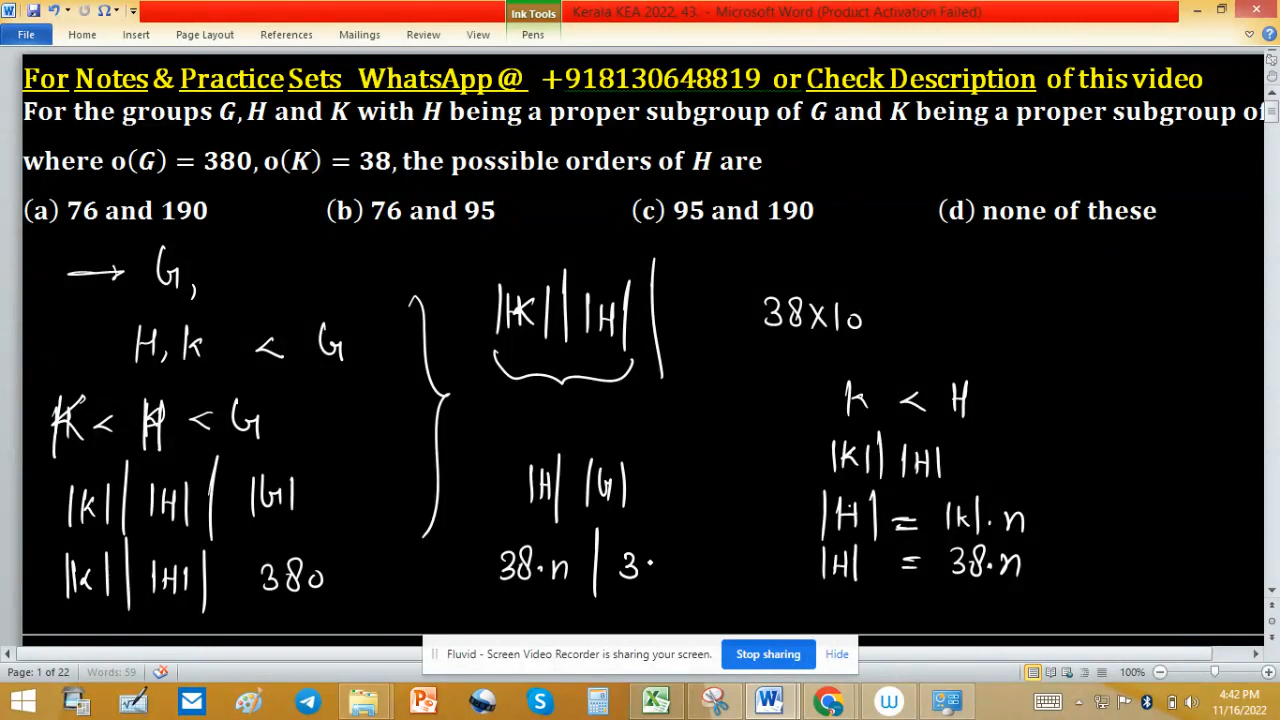 Ink Tools
Kerala KEA 2022, 43. - Microsoft Word (Product Activation Failed)
File Home Insert Page Layout References Mailings Review View Pens
For Notes & Practice Sets WhatsApp @ +918130648819 or Check Description of this video
For the groups G, H and K with H being a proper subgroup of G and K being a proper subgroup of
where o(G) = 380, o(K) = 38, the possible orders of H are
(a) 76 and 190 (b) 76 and 95 (c) 95 and 190 (d) none of these
→ G,
H, K < G
K < H < G
|K| | |H| | |G|
|K| | |H| | 380
|K| | |H| |
|H| |G|
38·n | 3·
38×10
K < H
|K| | |H|
|H| = |K|·n
|H| = 38·n
Fluvid - Screen Video Recorder is sharing your screen. Stop sharing Hide
Page: 1 of 22 Words: 59 100%
4:42 PM
11/16/2022